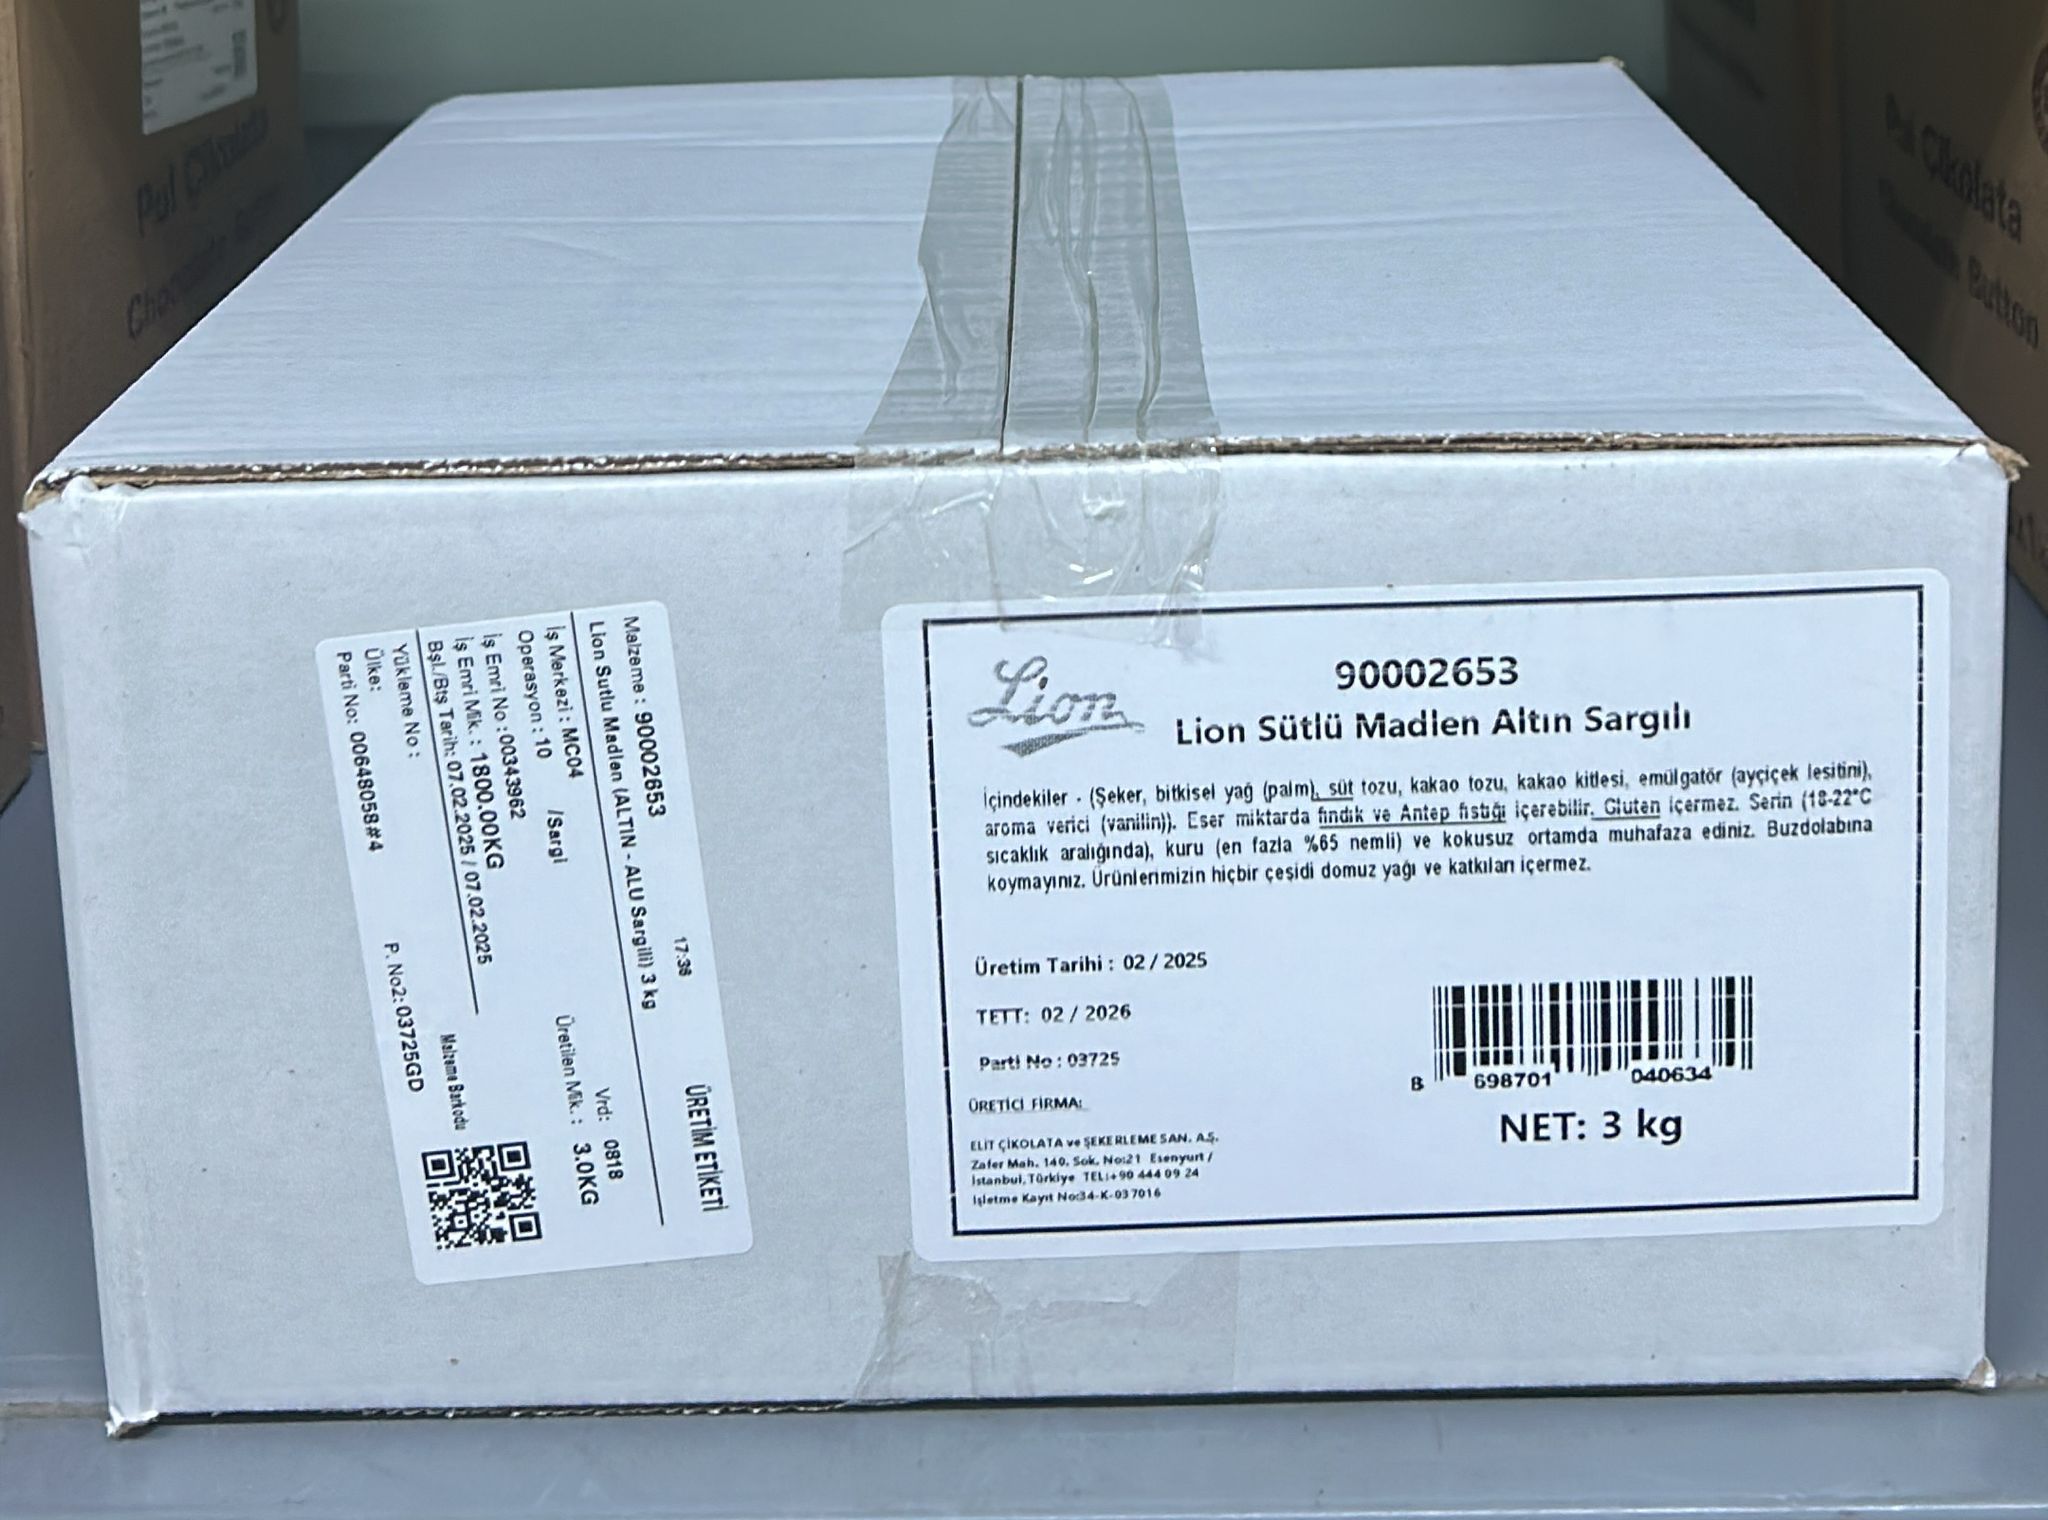 Pul Çikolata
Malzeme : 90002653
17:36
ÜRETİM ETİKETİ
Lion Sutlu Madlen (ALTIN - ALU Sargili) 3 kg
İş Merkezi : MC04 /Sargi Vrd: 0818
Operasyon : 10 Üretilen Mik. : 3.0KG
İş Emri No : 00343962
İş Emri Mik. : 1800.00KG
Bşl./Btş Tarih: 07.02.2025 / 07.02.2025
Malzeme Barkodu
Yükleme No :
Ülke:
Parti No: 00648058#4 P. No2: 03725GD
Lion
90002653
Lion Sütlü Madlen Altın Sargılı
İçindekiler - (Şeker, bitkisel yağ (palm), süt tozu, kakao tozu, kakao kitlesi, emülgatör (ayçiçek lesitini),
aroma verici (vanilin)). Eser miktarda fındık ve Antep fıstığı içerebilir. Gluten içermez. Serin (18-22°C
sıcaklık aralığında), kuru (en fazla %65 nemli) ve kokusuz ortamda muhafaza ediniz. Buzdolabına
koymayınız. Ürünlerimizin hiçbir çeşidi domuz yağı ve katkıları içermez.
Üretim Tarihi : 02 / 2025
TETT: 02 / 2026
Parti No : 03725
ÜRETİCİ FİRMA:
ELİT ÇİKOLATA ve ŞEKERLEME SAN. A.Ş.
Zafer Mah. 140. Sok. No:21 Esenyurt /
İstanbul, Türkiye TEL:+90 444 09 24
İşletme Kayıt No:34-K-037016
8 698701 040634
NET: 3 kg
Pul Çikolata
Button